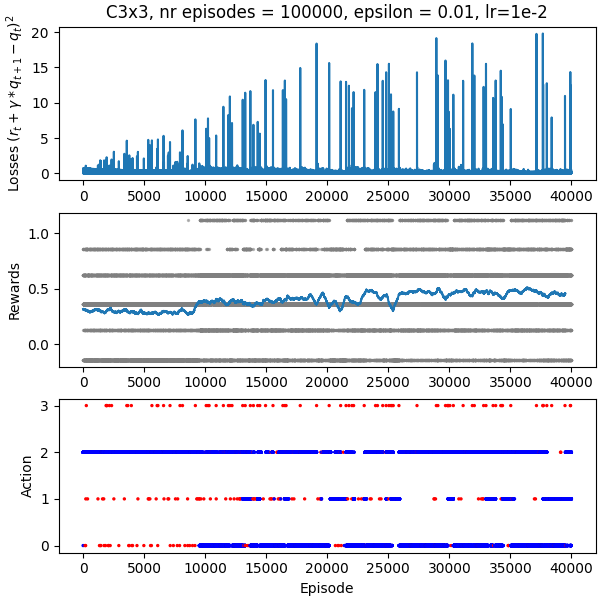 C3x3, nr episodes = 100000, epsilon = 0.01, lr=1e-2
Losses $(r_t + \gamma * q_{t+1} - q_t)^2$
20
15
10
5
0
0 5000 10000 15000 20000 25000 30000 35000 40000
Rewards
1.0
0.5
0.0
0 5000 10000 15000 20000 25000 30000 35000 40000
Action
3
2
1
0
0 5000 10000 15000 20000 25000 30000 35000 40000
Episode